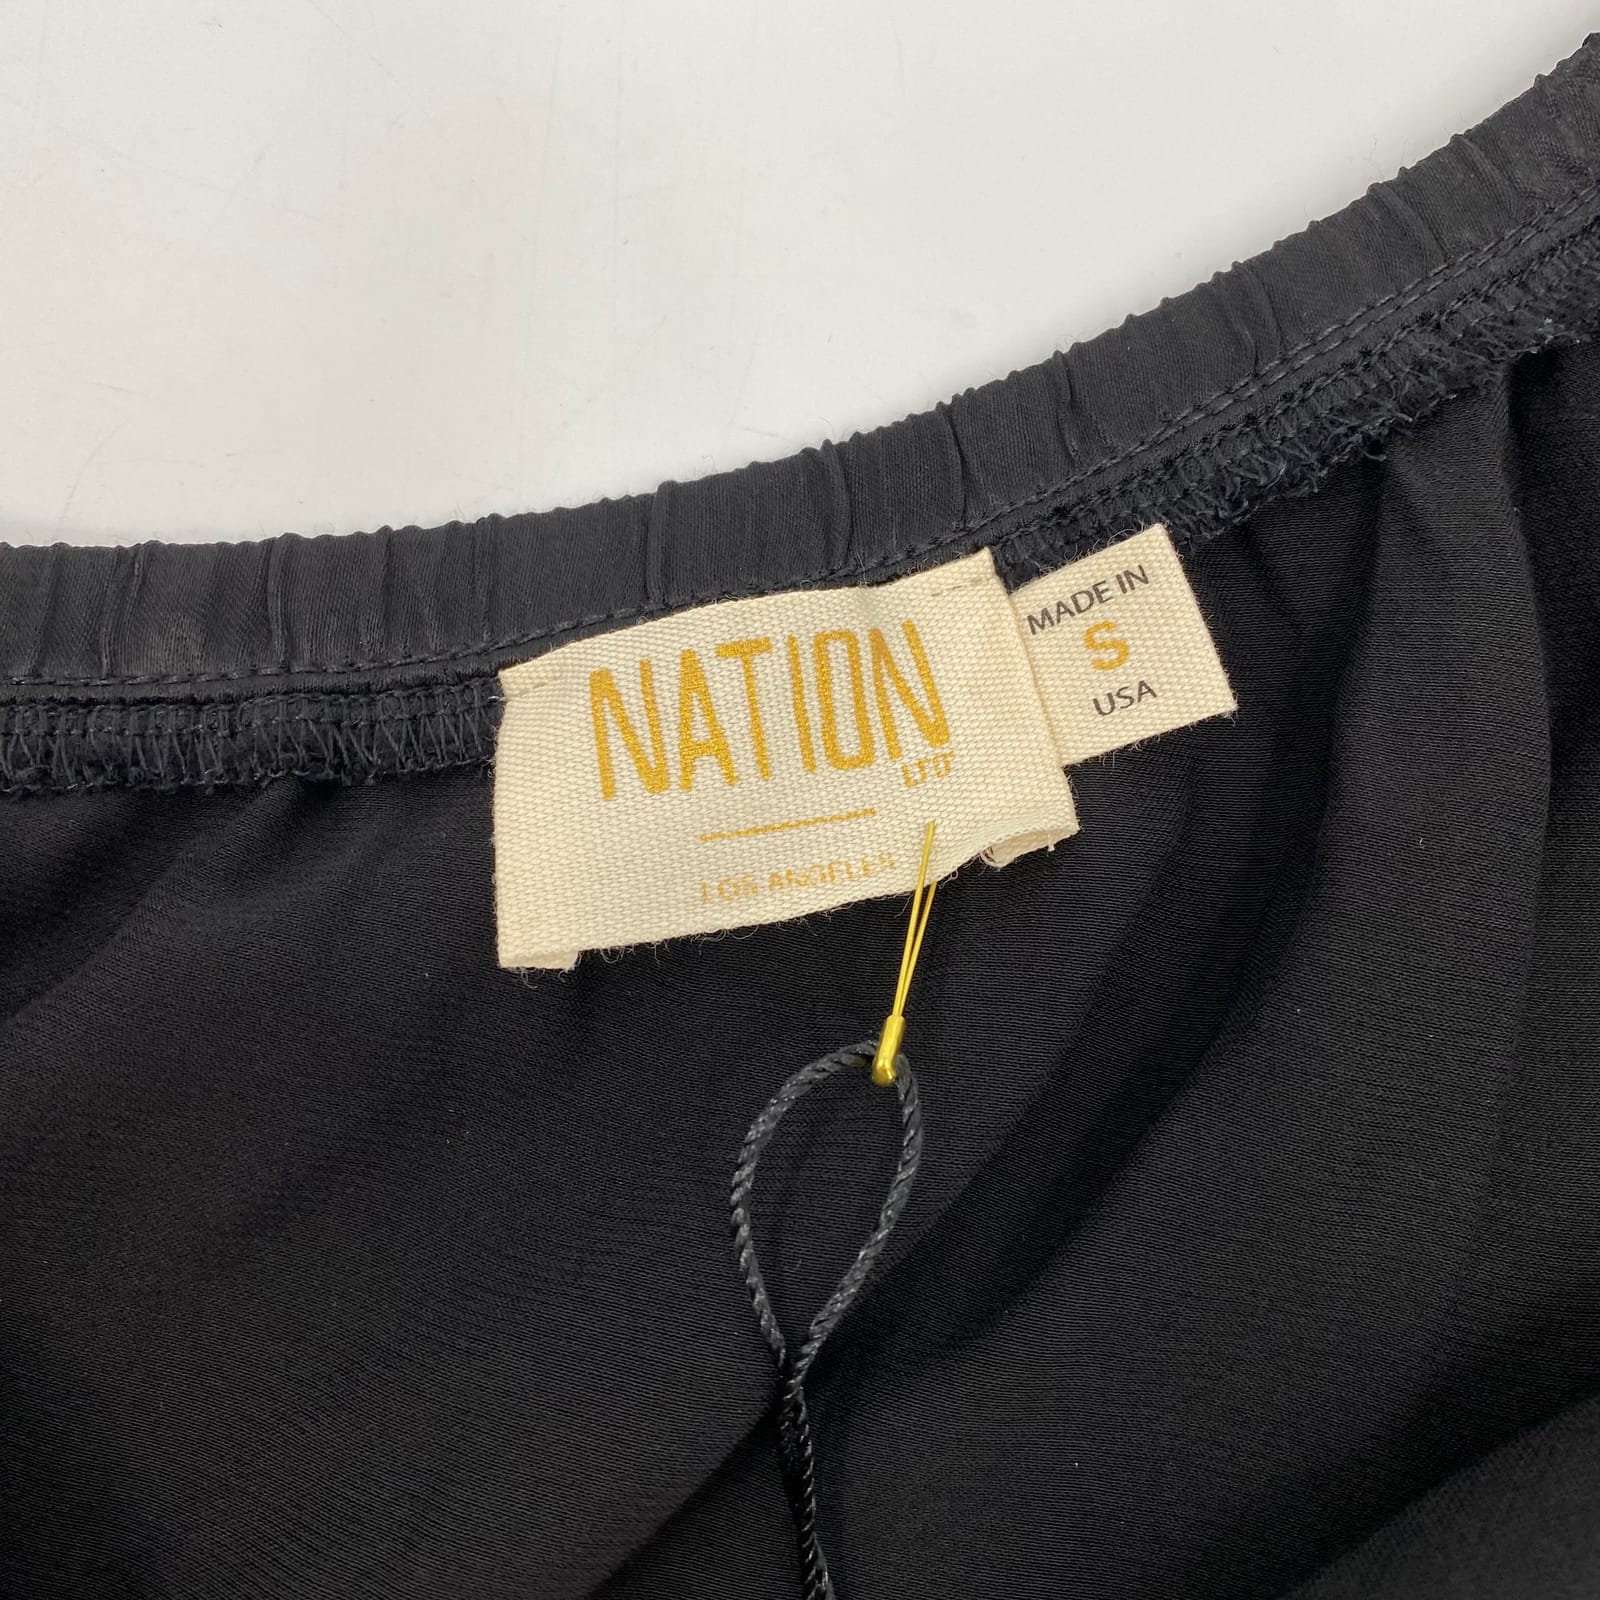 NATION
LTD
LOS ANGELES
MADE IN
S
USA